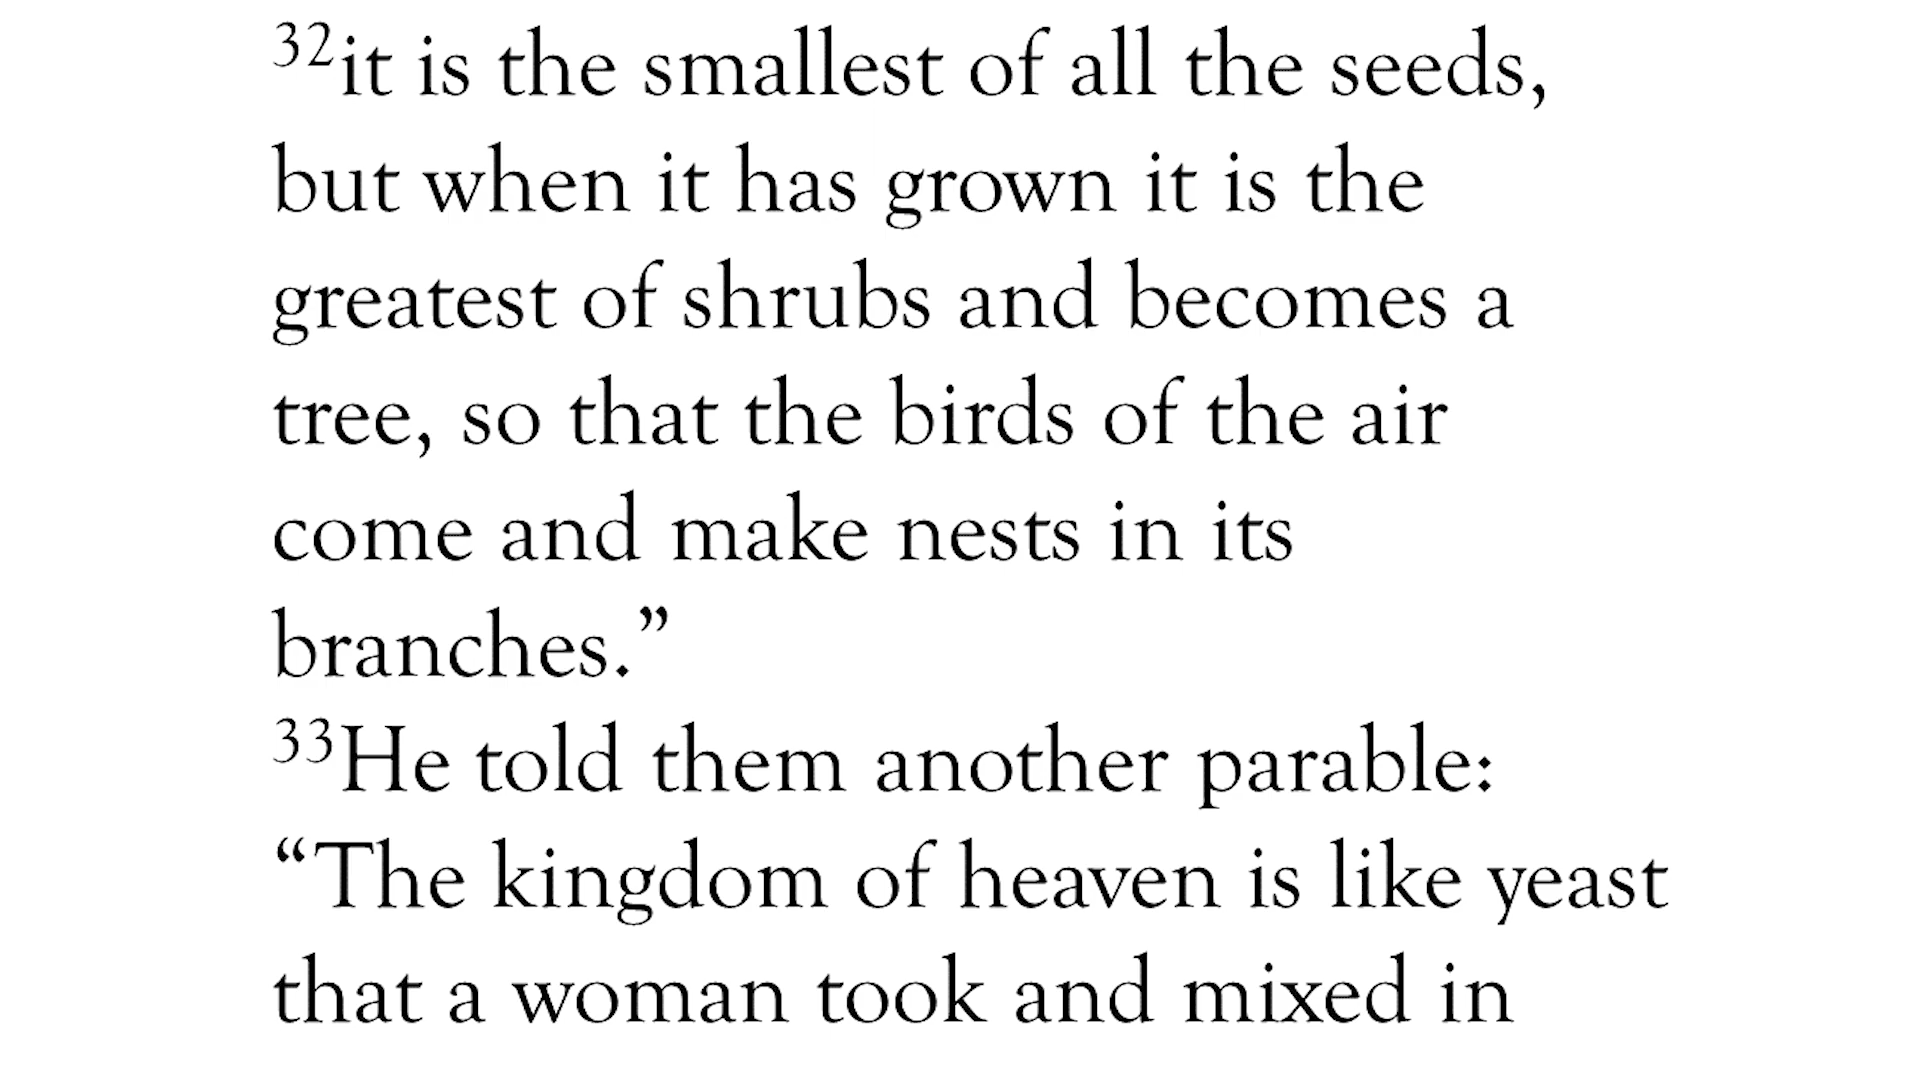 32it is the smallest of all the seeds,
but when it has grown it is the
greatest of shrubs and becomes a
tree, so that the birds of the air
come and make nests in its
branches.”
33He told them another parable:
“The kingdom of heaven is like yeast
that a woman took and mixed in